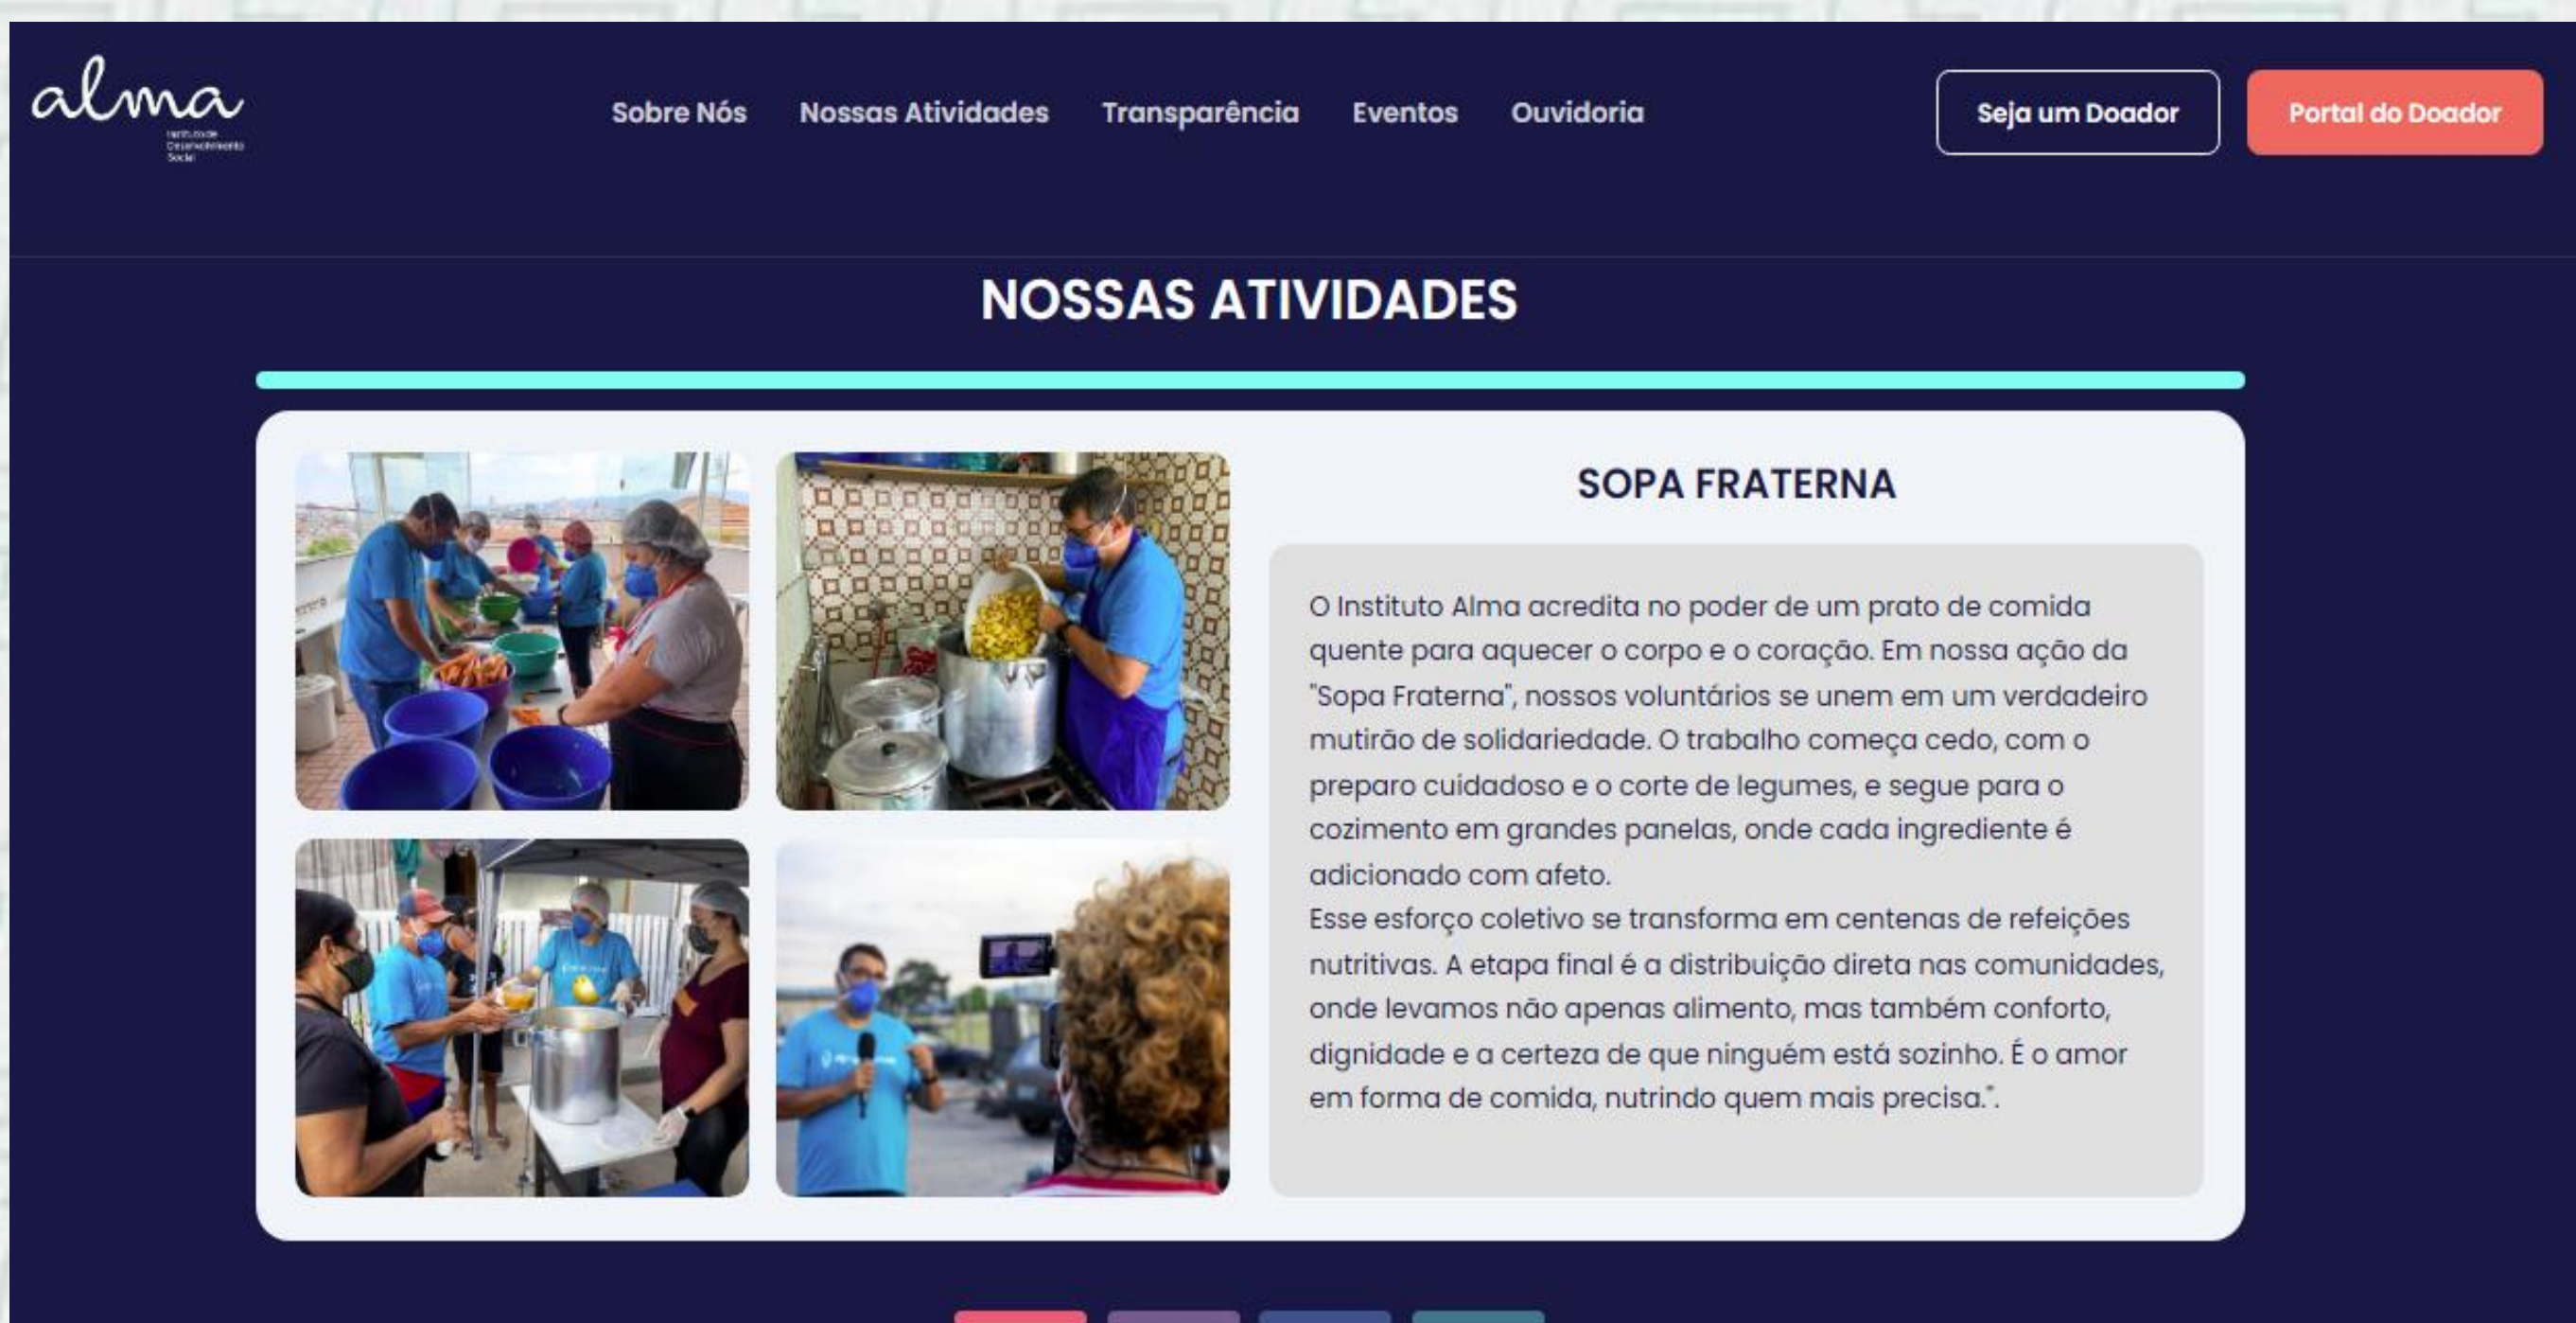 alma
Instituto de
Desenvolvimento
Social
Sobre Nós
Nossas Atividades
Transparência
Eventos
Ouvidoria
Seja um Doador
Portal do Doador
NOSSAS ATIVIDADES
SOPA FRATERNA
O Instituto Alma acredita no poder de um prato de comida
quente para aquecer o corpo e o coração. Em nossa ação da
"Sopa Fraterna", nossos voluntários se unem em um verdadeiro
mutirão de solidariedade. O trabalho começa cedo, com o
preparo cuidadoso e o corte de legumes, e segue para o
cozimento em grandes panelas, onde cada ingrediente é
adicionado com afeto.
Esse esforço coletivo se transforma em centenas de refeições
nutritivas. A etapa final é a distribuição direta nas comunidades,
onde levamos não apenas alimento, mas também conforto,
dignidade e a certeza de que ninguém está sozinho. É o amor
em forma de comida, nutrindo quem mais precisa.".